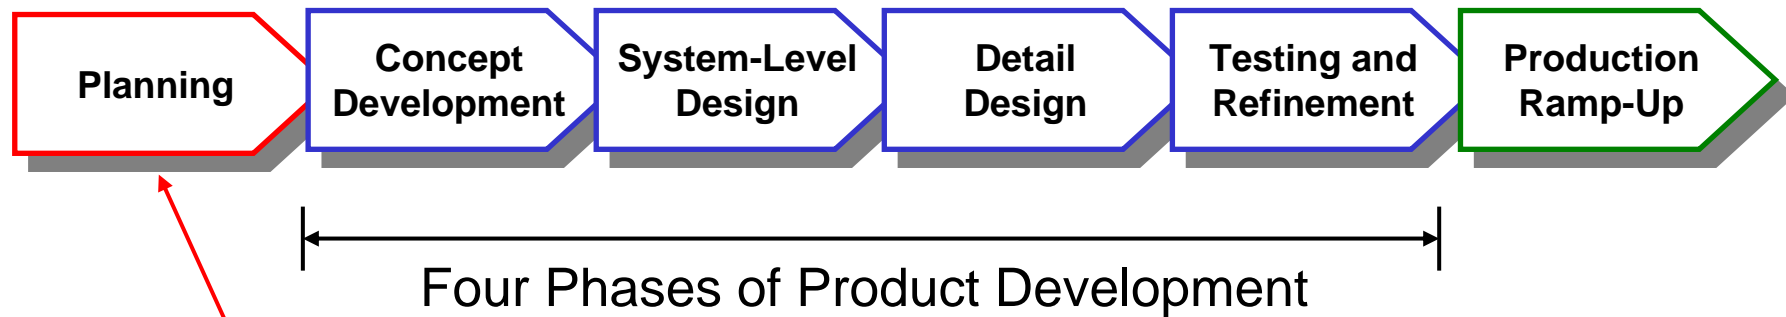 Planning
Concept
Development
System-Level
Design
Detail
Design
Testing and
Refinement
Production
Ramp-Up
Four Phases of Product Development